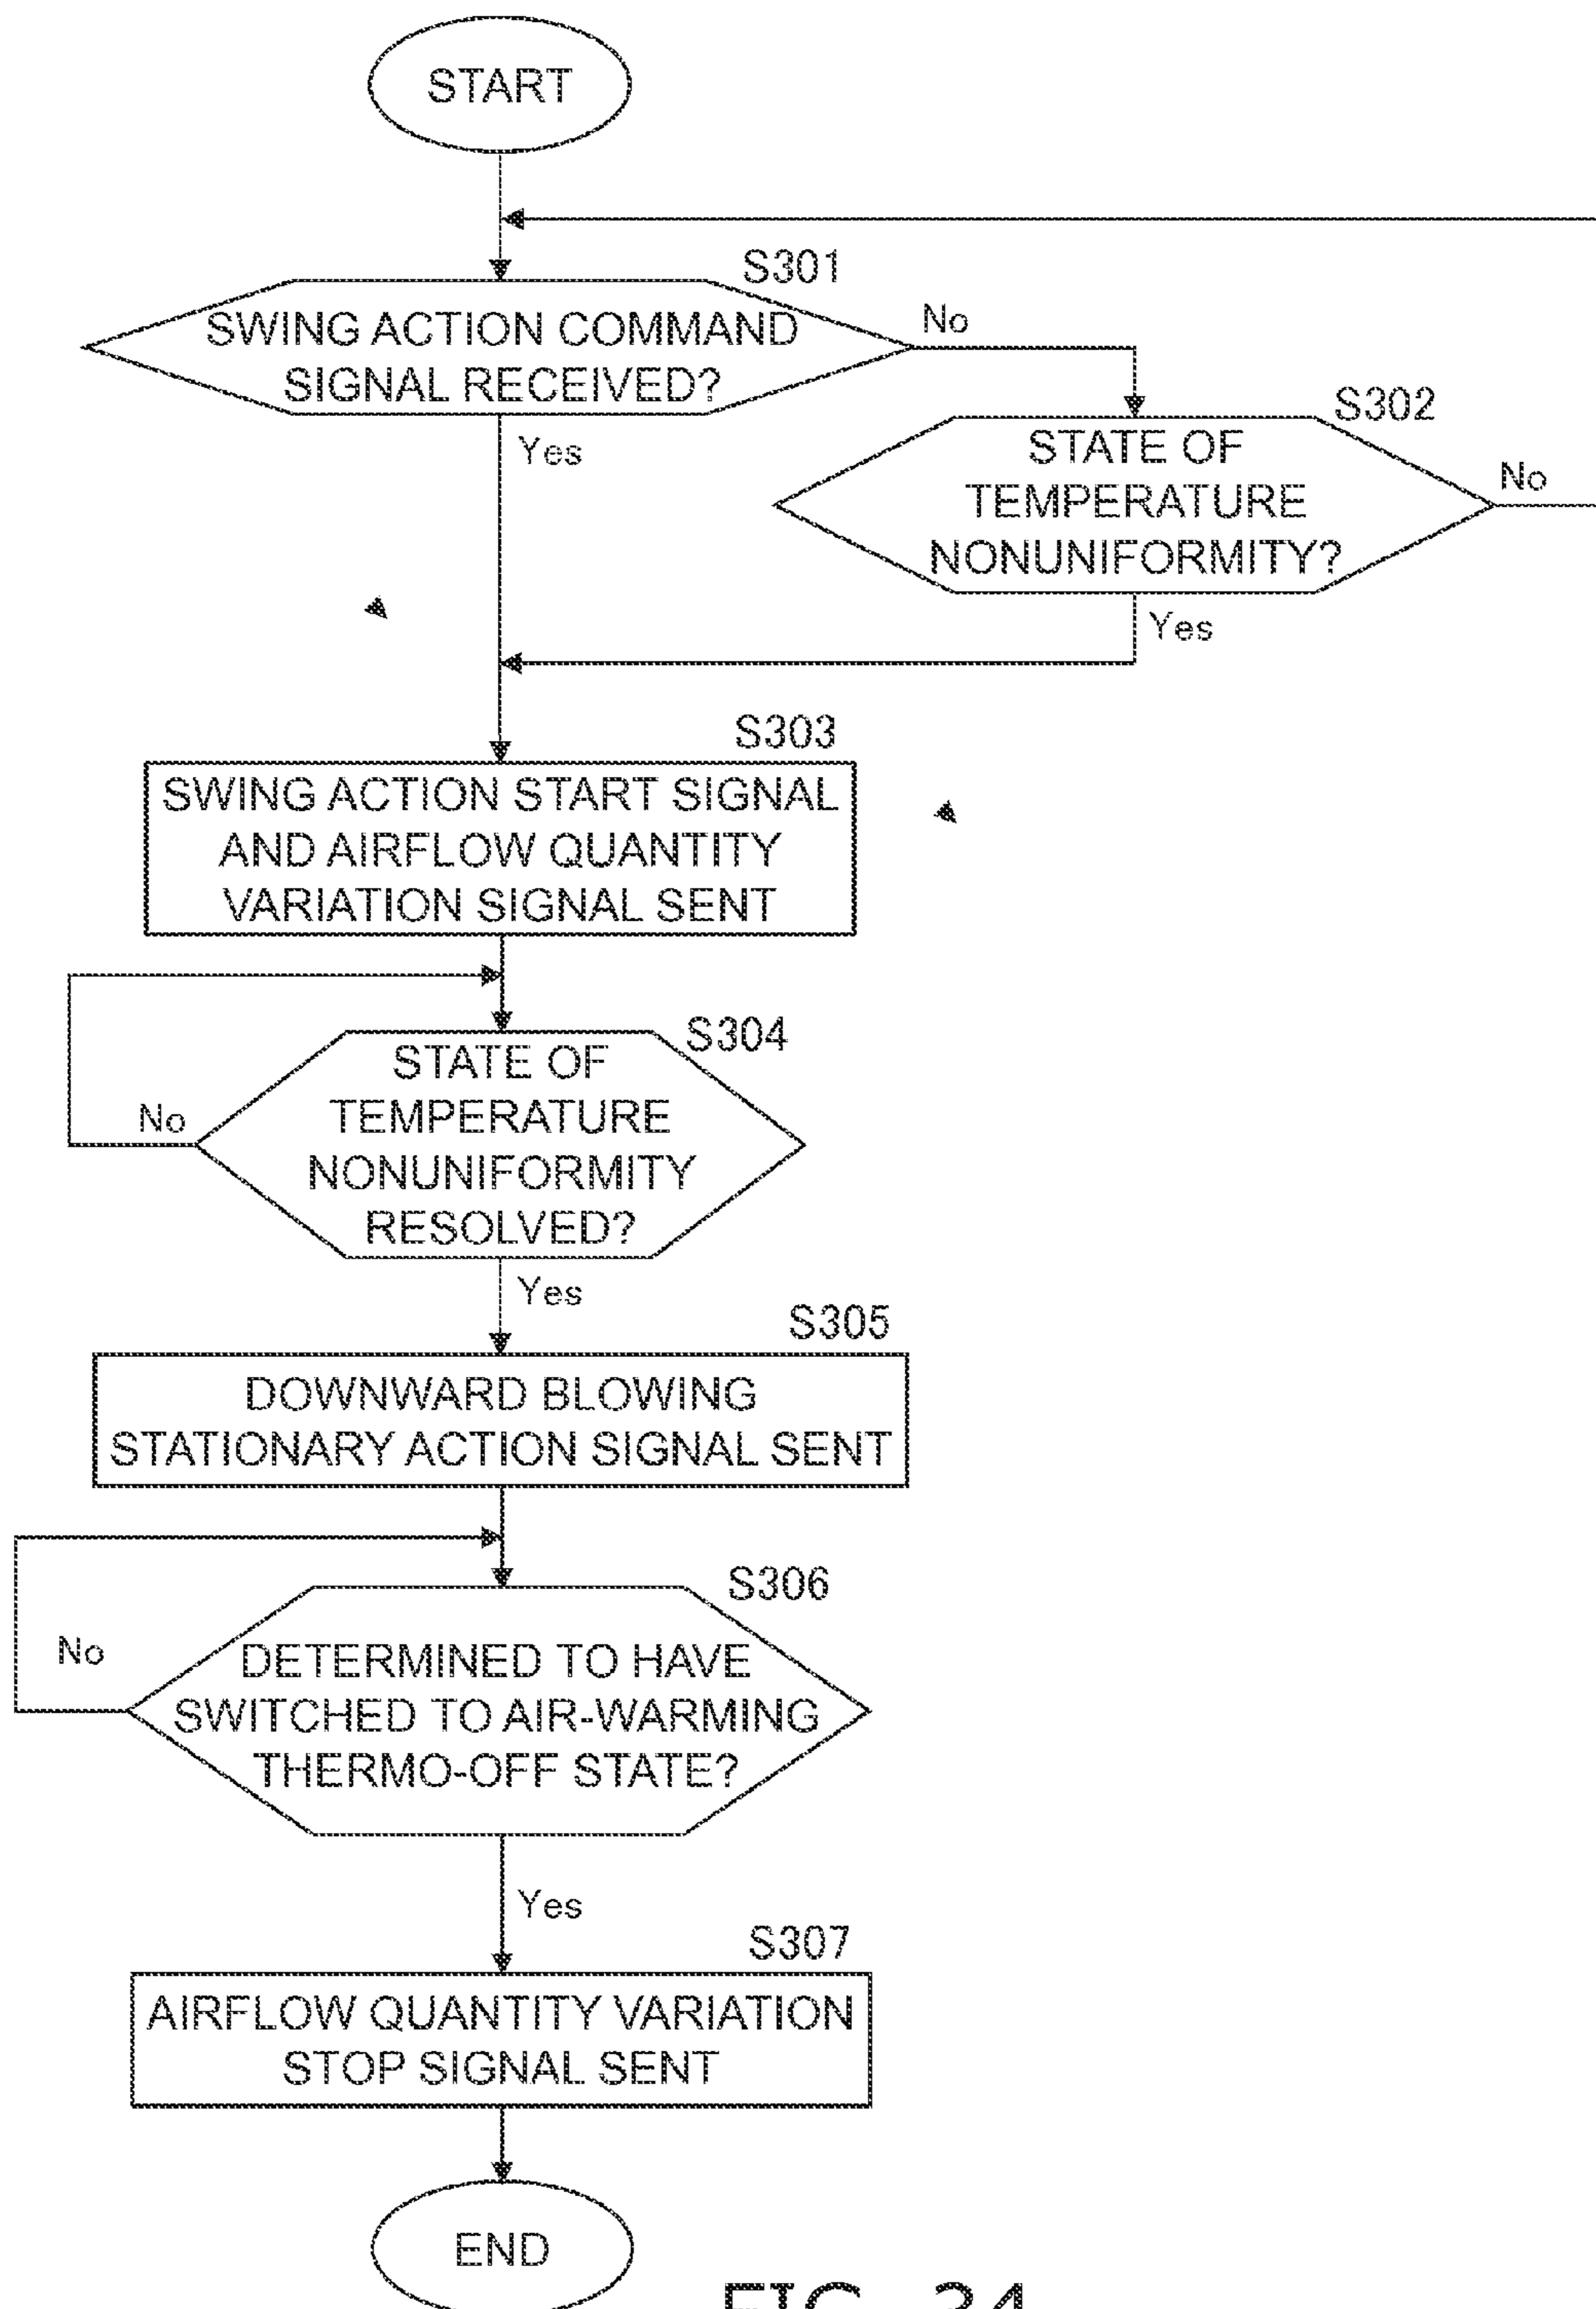 START
S301
SWING ACTION COMMAND
SIGNAL RECEIVED?
No
Yes
S302
STATE OF
TEMPERATURE
NONUNIFORMITY?
No
Yes
S303
SWING ACTION START SIGNAL
AND AIRFLOW QUANTITY
VARIATION SIGNAL SENT
S304
STATE OF
TEMPERATURE
NONUNIFORMITY
RESOLVED?
No
Yes
S305
DOWNWARD BLOWING
STATIONARY ACTION SIGNAL SENT
S306
DETERMINED TO HAVE
SWITCHED TO AIR-WARMING
THERMO-OFF STATE?
No
Yes
S307
AIRFLOW QUANTITY VARIATION
STOP SIGNAL SENT
END
FIG. 34